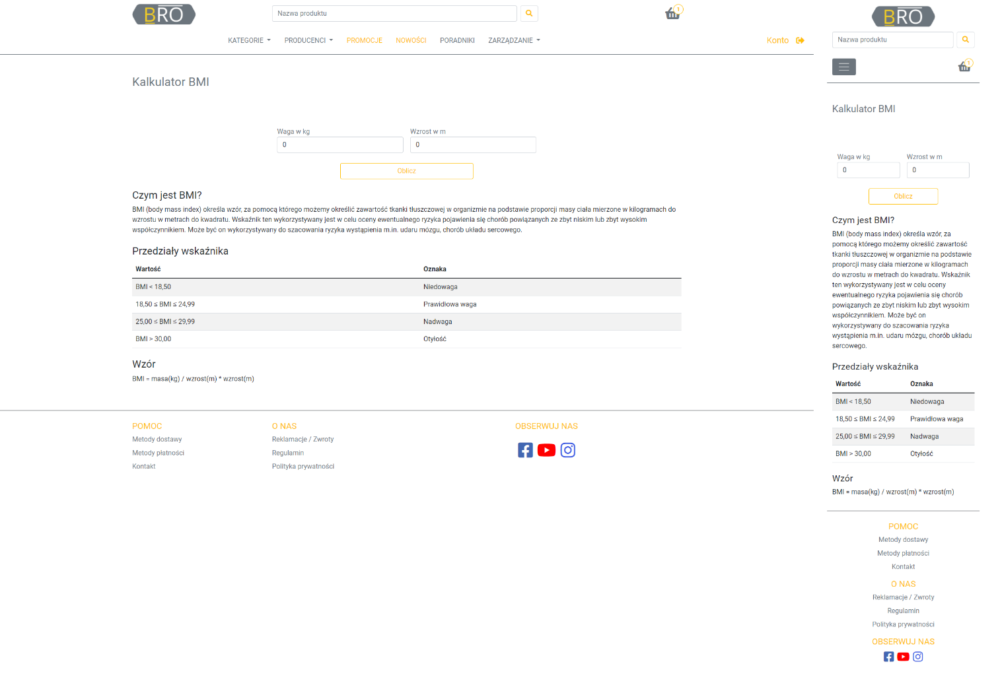 BRO
Nazwa produktu
1
KATEGORIE
PRODUCENCI
PROMOCJE
NOWOŚCI
PORADNIKI
ZARZĄDZANIE
Konto
Kalkulator BMI
Waga w kg
Wzrost w m
0
0
Oblicz
Czym jest BMI?
BMI (body mass index) określa wzór, za pomocą którego możemy określić zawartość tkanki tłuszczowej w organizmie na podstawie proporcji masy ciała mierzone w kilogramach do
wzrostu w metrach do kwadratu. Wskaźnik ten wykorzystywany jest w celu oceny ewentualnego ryzyka pojawienia się chorób powiązanych ze zbyt niskim lub zbyt wysokim
współczynnikiem. Może być on wykorzystywany do szacowania ryzyka wystąpienia m.in. udaru mózgu, chorób układu sercowego.
Przedziały wskaźnika
Wartość Oznaka
BMI < 18,50 Niedowaga
18,50 ≤ BMI ≤ 24,99 Prawidłowa waga
25,00 ≤ BMI ≤ 29,99 Nadwaga
BMI > 30,00 Otyłość
Wzór
BMI = masa(kg) / wzrost(m) * wzrost(m)
POMOC
Metody dostawy
Metody płatności
Kontakt
O NAS
Reklamacje / Zwroty
Regulamin
Polityka prywatności
OBSERWUJ NAS
BRO
Nazwa produktu
1
Kalkulator BMI
Waga w kg
Wzrost w m
0
0
Oblicz
Czym jest BMI?
BMI (body mass index) określa wzór, za
pomocą którego możemy określić zawartość
tkanki tłuszczowej w organizmie na podstawie
proporcji masy ciała mierzone w kilogramach
do wzrostu w metrach do kwadratu. Wskaźnik
ten wykorzystywany jest w celu oceny
ewentualnego ryzyka pojawienia się chorób
powiązanych ze zbyt niskim lub zbyt wysokim
współczynnikiem. Może być on
wykorzystywany do szacowania ryzyka
wystąpienia m.in. udaru mózgu, chorób układu
sercowego.
Przedziały wskaźnika
Wartość Oznaka
BMI < 18,50 Niedowaga
18,50 ≤ BMI ≤ 24,99 Prawidłowa waga
25,00 ≤ BMI ≤ 29,99 Nadwaga
BMI > 30,00 Otyłość
Wzór
BMI = masa(kg) / wzrost(m) * wzrost(m)
POMOC
Metody dostawy
Metody płatności
Kontakt
O NAS
Reklamacje / Zwroty
Regulamin
Polityka prywatności
OBSERWUJ NAS